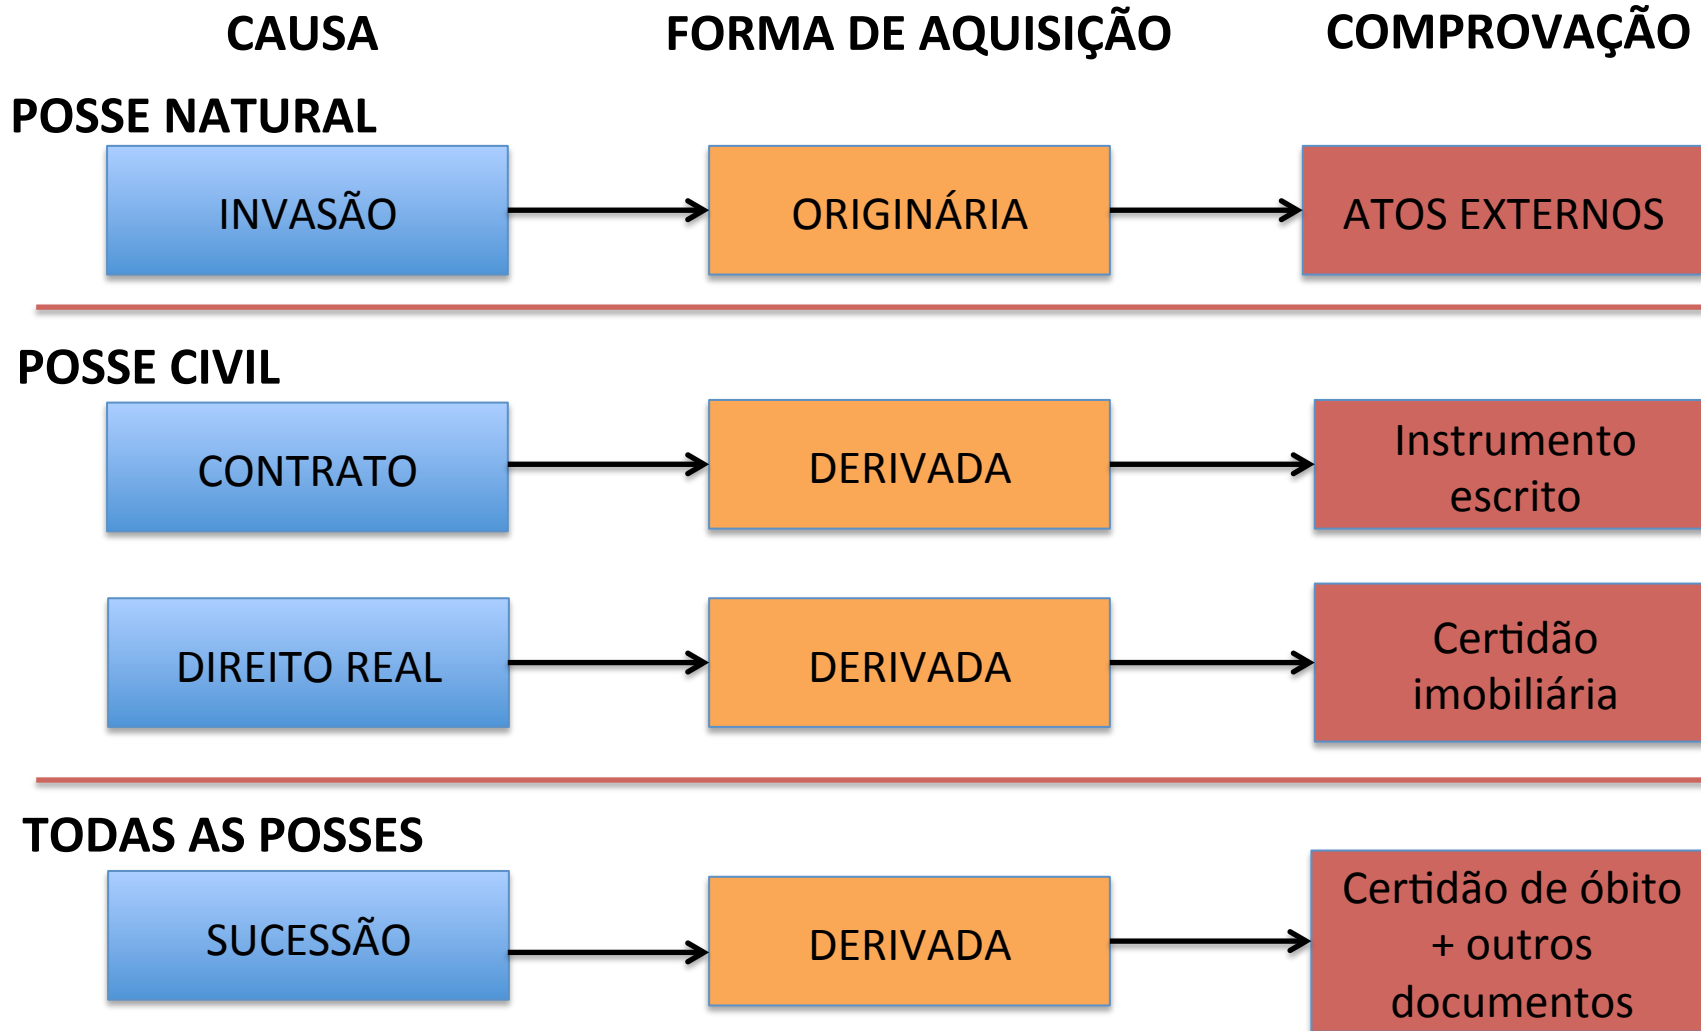 CAUSA FORMA DE AQUISIÇÃO COMPROVAÇÃO
POSSE NATURAL
INVASÃO ORIGINÁRIA ATOS EXTERNOS
POSSE CIVIL
CONTRATO DERIVADA Instrumento
escrito
DIREITO REAL DERIVADA Certidão
imobiliária
TODAS AS POSSES
SUCESSÃO DERIVADA Certidão de óbito
+ outros
documentos